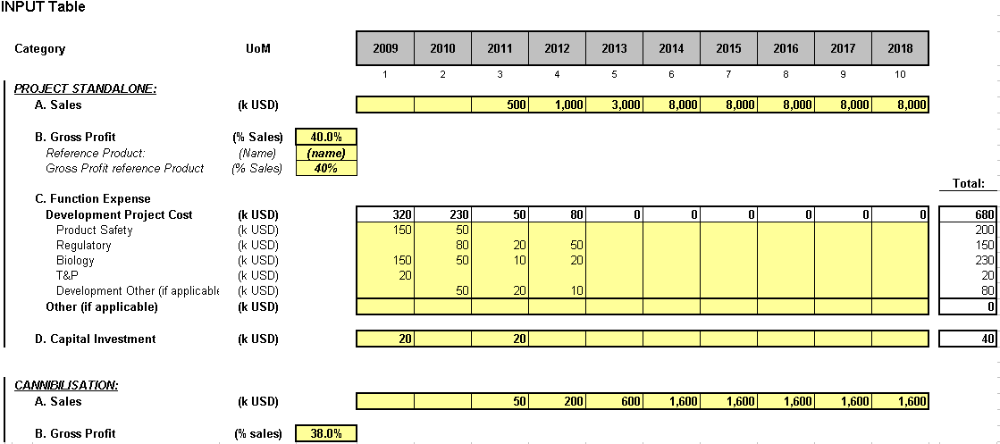 INPUT Table
Category UoM 2009 2010 2011 2012 2013 2014 2015 2016 2017 2018
1 2 3 4 5 6 7 8 9 10
PROJECT STANDALONE:
A. Sales (k USD) 500 1,000 3,000 8,000 8,000 8,000 8,000 8,000
B. Gross Profit (% Sales) 40.0%
Reference Product: (Name) (name)
Gross Profit reference Product (% Sales) 40%
Total:
C. Function Expense
Development Project Cost (k USD) 320 230 50 80 0 0 0 0 0 0 680
Product Safety (k USD) 150 50 200
Regulatory (k USD) 80 20 50 150
Biology (k USD) 150 50 10 20 230
T&P (k USD) 20 20
Development Other (if applicable (k USD) 50 20 10 80
Other (if applicable) (k USD) 0
D. Capital Investment (k USD) 20 20 40
CANNIBILISATION:
A. Sales (k USD) 50 200 600 1,600 1,600 1,600 1,600 1,600
B. Gross Profit (% sales) 38.0%